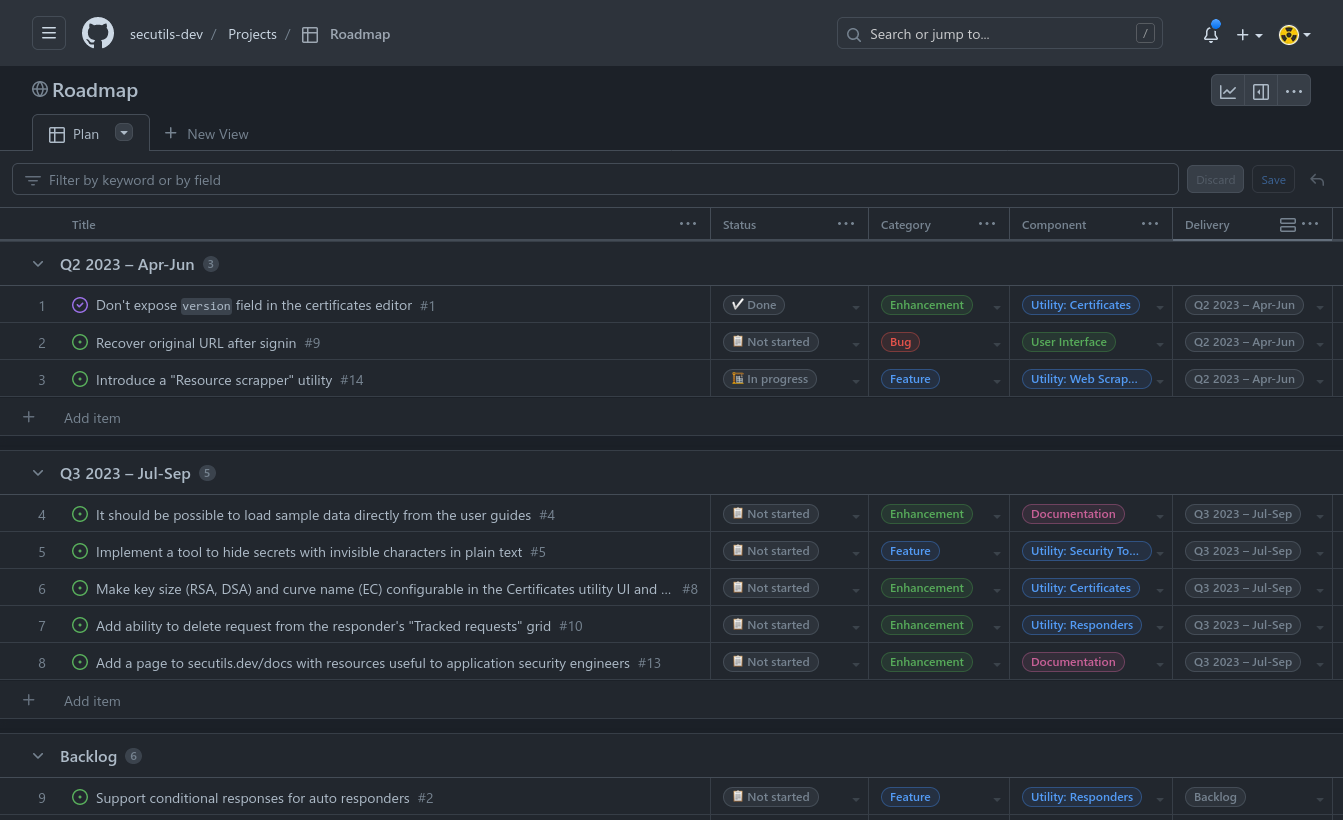 secutils-dev / Projects / Roadmap Search or jump to... /
Roadmap
Plan New View
Filter by keyword or by field Discard Save
Title Status Category Component Delivery
Q2 2023 – Apr-Jun 3
1 Don't expose version field in the certificates editor #1 Done Enhancement Utility: Certificates Q2 2023 – Apr-Jun
2 Recover original URL after signin #9 Not started Bug User Interface Q2 2023 – Apr-Jun
3 Introduce a "Resource scrapper" utility #14 In progress Feature Utility: Web Scrap... Q2 2023 – Apr-Jun
Add item
Q3 2023 – Jul-Sep 5
4 It should be possible to load sample data directly from the user guides #4 Not started Enhancement Documentation Q3 2023 – Jul-Sep
5 Implement a tool to hide secrets with invisible characters in plain text #5 Not started Feature Utility: Security To... Q3 2023 – Jul-Sep
6 Make key size (RSA, DSA) and curve name (EC) configurable in the Certificates utility UI and ... #8 Not started Enhancement Utility: Certificates Q3 2023 – Jul-Sep
7 Add ability to delete request from the responder's "Tracked requests" grid #10 Not started Enhancement Utility: Responders Q3 2023 – Jul-Sep
8 Add a page to secutils.dev/docs with resources useful to application security engineers #13 Not started Enhancement Documentation Q3 2023 – Jul-Sep
Add item
Backlog 6
9 Support conditional responses for auto responders #2 Not started Feature Utility: Responders Backlog